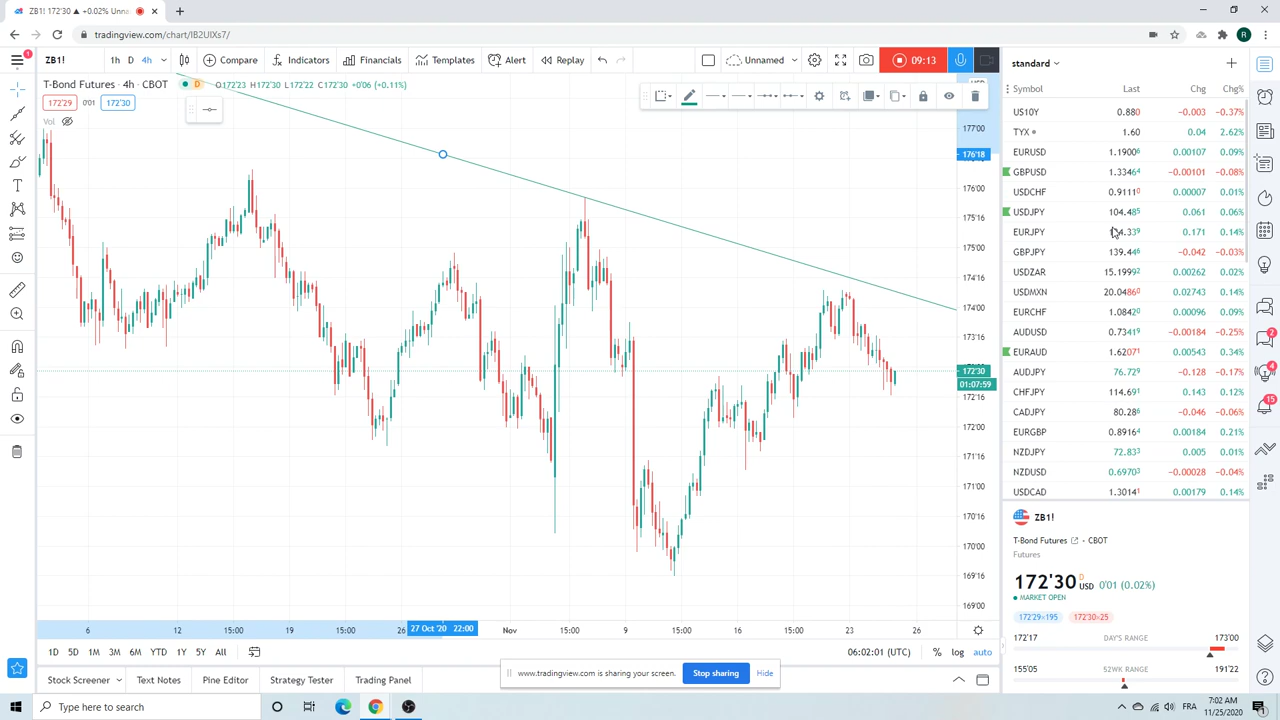 ZB1! 172'30 ▲ +0.02% Unna
tradingview.com/chart/IB2UIXs7/
1
ZB1!
1h D 4h
Compare
Indicators
Financials
Templates
Alert
Replay
Unnamed
09:13
T-Bond Futures · 4h · CBOT
D
172'30 +0'06 (+0.11%)
172'29 0'01 172'30
Vol
177'00
176'18
176'00
175'16
175'00
174'16
174'00
173'16
172'30
01:07:59
172'16
172'00
171'16
171'00
170'16
170'00
169'16
169'00
6 12 15:00 19 15:00 26 27 Oct '20 22:00 Nov 15:00 9 15:00 16 15:00 23 26
1D 5D 1M 3M 6M YTD 1Y 5Y All
06:02:01 (UTC) % log auto
Stock Screener Text Notes Pine Editor Strategy Tester Trading Panel
www.tradingview.com is sharing your screen. Stop sharing Hide
standard
Symbol Last Chg Chg%
US10Y 0.880 −0.003 −0.37%
TYX 1.60 0.04 2.62%
EURUSD 1.19006 0.00107 0.09%
GBPUSD 1.33464 −0.00101 −0.08%
USDCHF 0.91110 0.00007 0.01%
USDJPY 104.485 0.061 0.06%
EURJPY 0.171 0.14%
GBPJPY 139.446 −0.042 −0.03%
USDZAR 15.19992 0.00262 0.02%
USDMXN 20.04860 0.02743 0.14%
EURCHF 1.08420 0.00096 0.09%
AUDUSD 0.73419 −0.00184 −0.25%
EURAUD 1.62071 0.00543 0.34%
AUDJPY 76.729 −0.128 −0.17%
CHFJPY 114.691 0.143 0.12%
CADJPY 80.286 −0.046 −0.06%
EURGBP 0.89164 0.00184 0.21%
NZDJPY 72.833 0.005 0.01%
NZDUSD 0.69703 −0.00028 −0.04%
USDCAD 1.30141 0.00179 0.14%
ZB1!
T-Bond Futures · CBOT
Futures
172'30 D USD 0'01 (0.02%)
MARKET OPEN
172'29×195 172'30×25
172'17 DAY'S RANGE 173'00
155'05 52WK RANGE 191'22
2
4
15
Type here to search
FRA
7:02 AM
11/25/2020
1
R